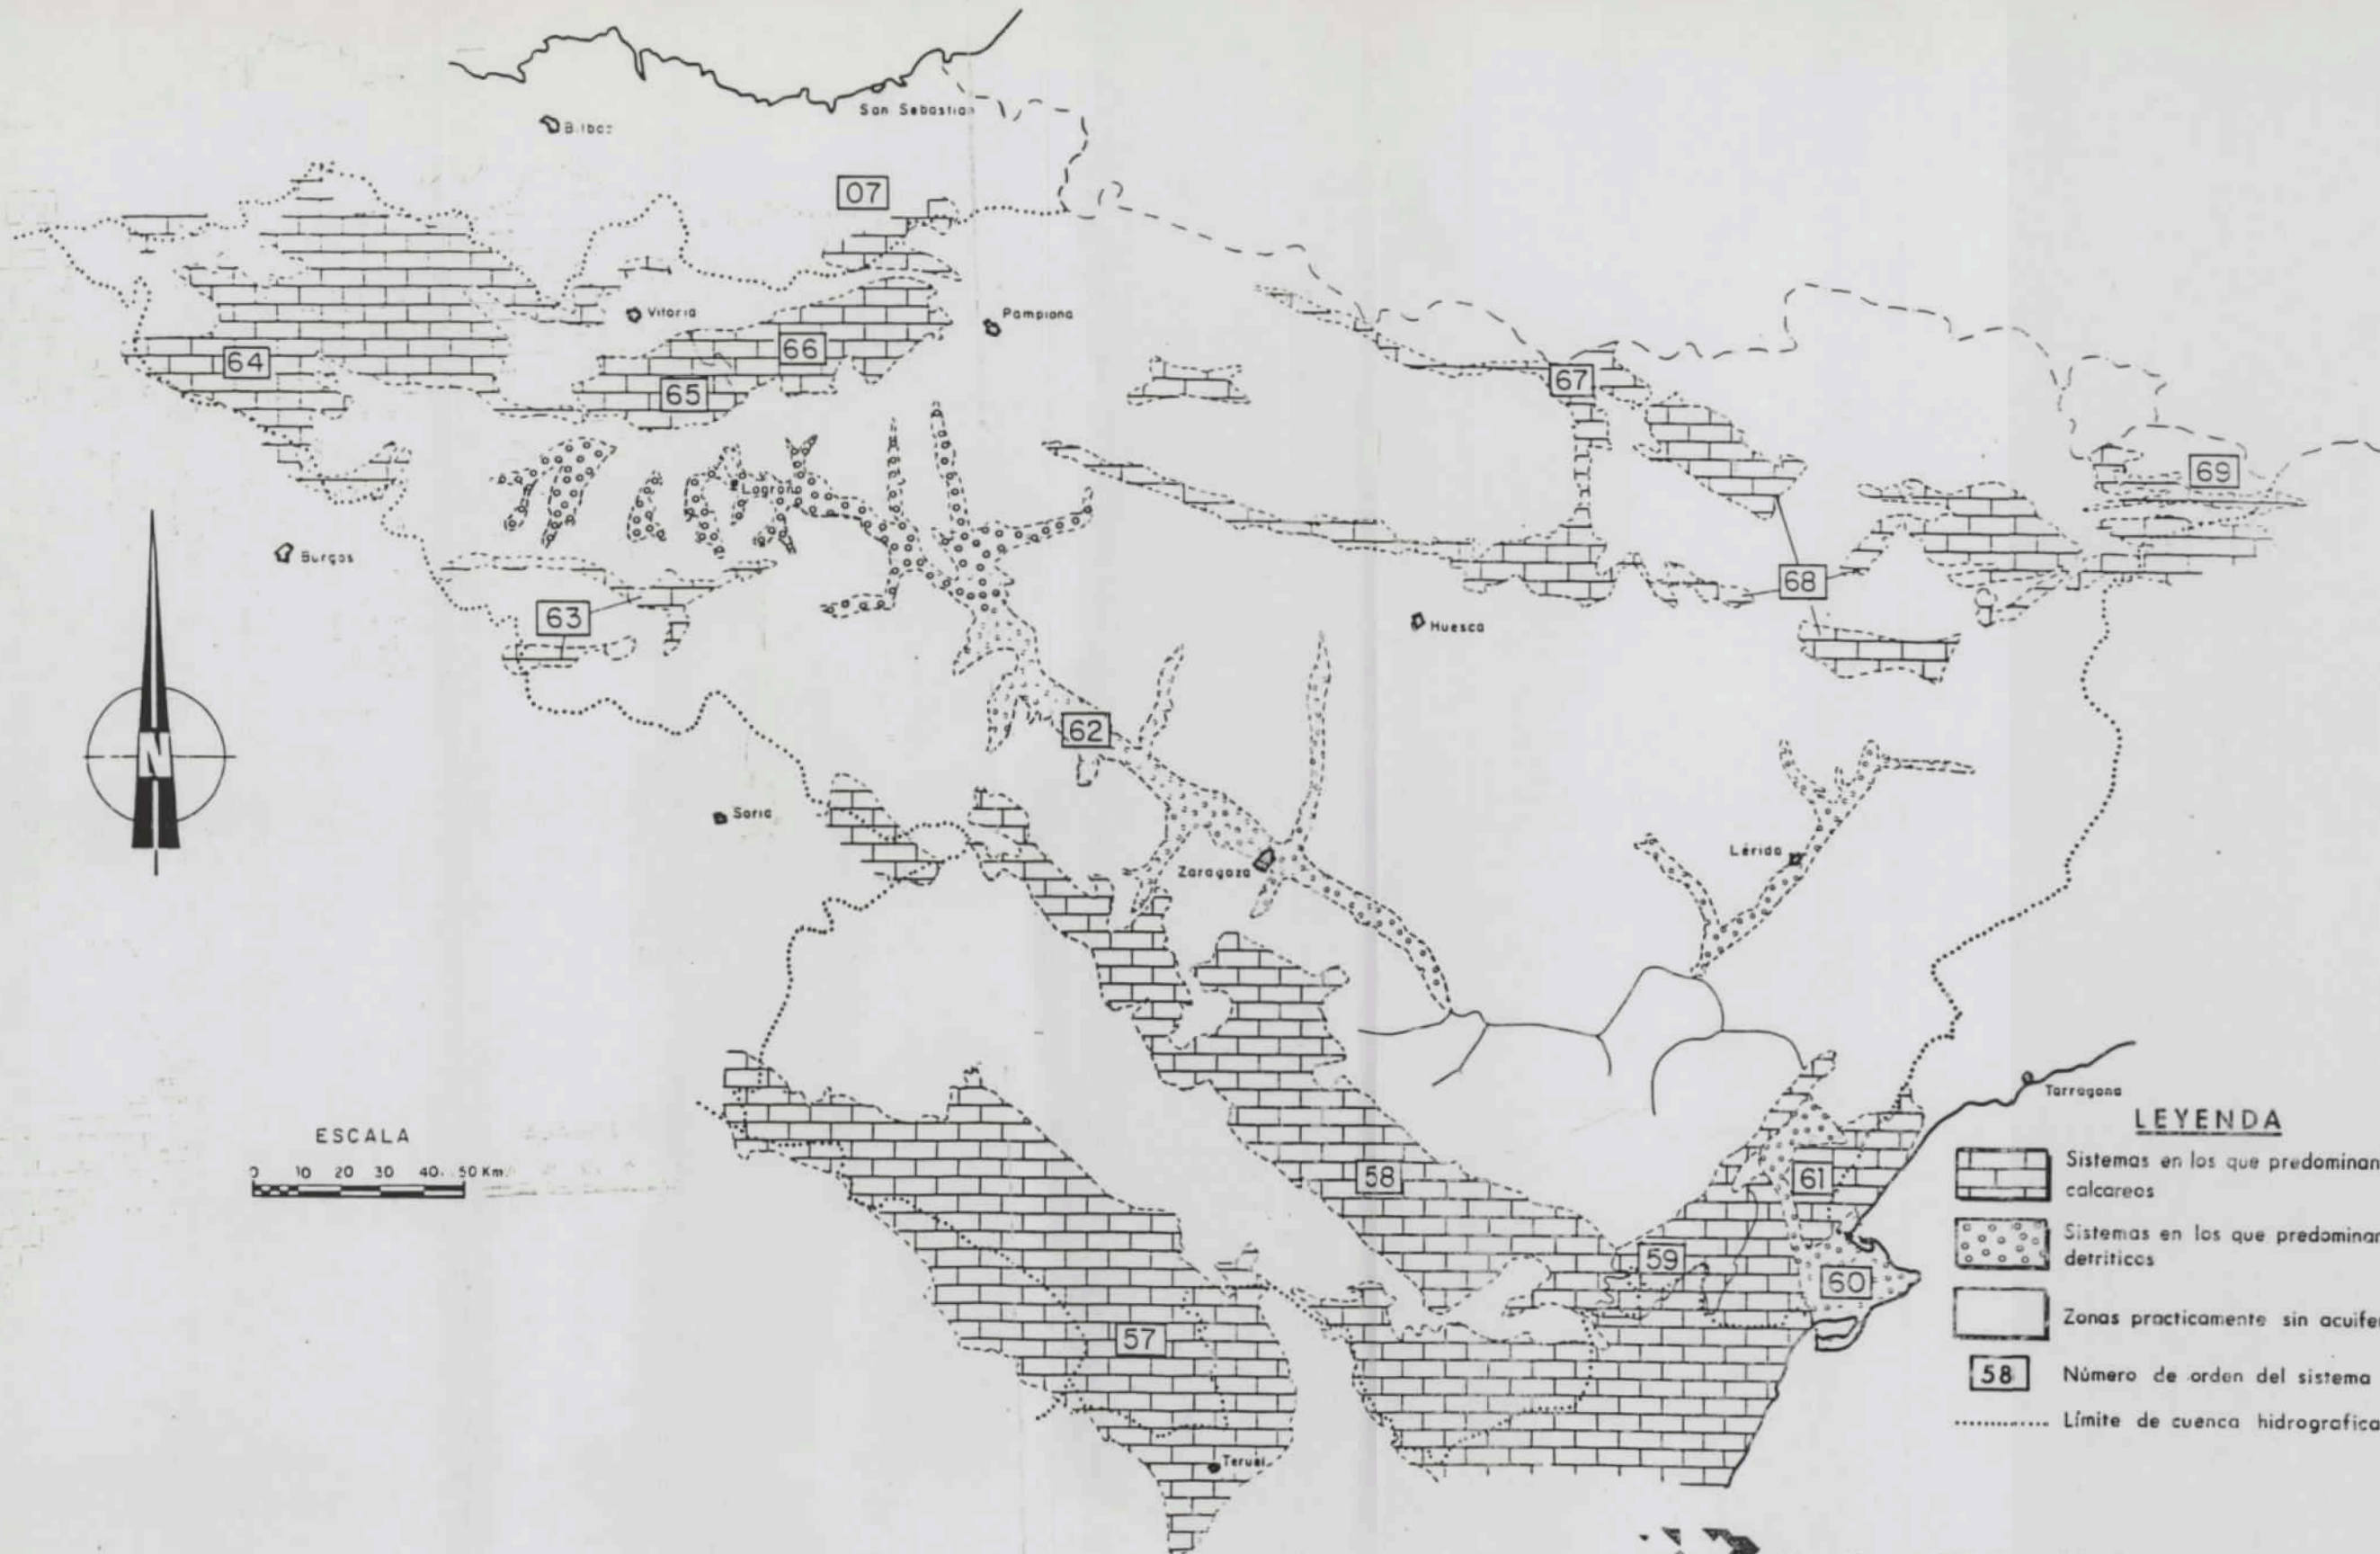 San Sebastian
07
Vitoria
Pamplona
64
66
65
67
69
Logroño
Burgos
63
68
Huesca
62
N
Soria
Zaragoza
Lérida
Tarragona
ESCALA
0 10 20 30 40 50 Km.
58
61
59
60
57
Teruel
LEYENDA
Sistemas en los que predominan
calcareos
Sistemas en los que predominan
detriticos
Zonas practicamente sin acuife
58 Número de orden del sistema
Límite de cuenca hidrografica